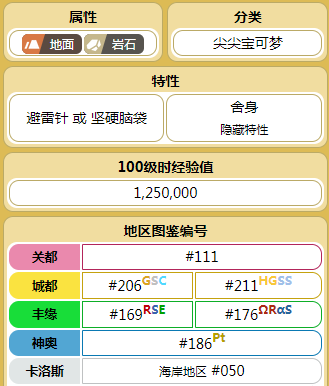 属性 分类
地面 岩石 尖尖宝可梦
特性
避雷针 或 坚硬脑袋 舍身
隐藏特性
100级时经验值
1,250,000
地区图鉴编号
关都 #111
城都 #206GSC #211HGSS
丰缘 #169RSE #176ΩRαS
神奥 #186Pt
卡洛斯 海岸地区 #050